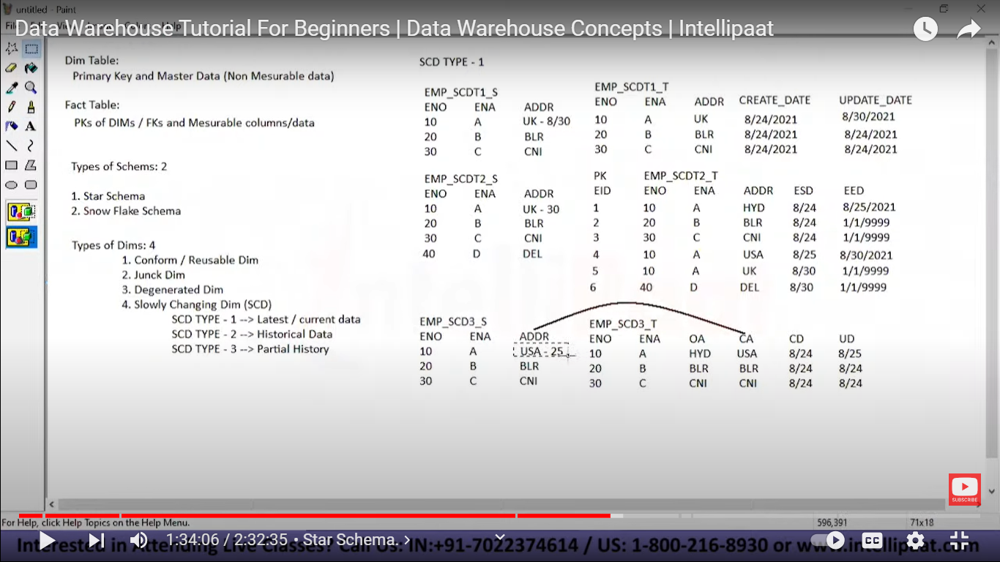 untitled - Paint
Data Warehouse Tutorial For Beginners | Data Warehouse Concepts | Intellipaat
Dim Table:
Primary Key and Master Data (Non Mesurable data)
Fact Table:
PKs of DIMs / FKs and Mesurable columns/data
Types of Schems: 2
1. Star Schema
2. Snow Flake Schema
Types of Dims: 4
1. Conform / Reusable Dim
2. Junck Dim
3. Degenerated Dim
4. Slowly Changing Dim (SCD)
SCD TYPE - 1 --> Latest / current data
SCD TYPE - 2 --> Historical Data
SCD TYPE - 3 --> Partial History
SCD TYPE - 1
EMP_SCDT1_S
ENO ENA ADDR
10 A UK - 8/30
20 B BLR
30 C CNI
EMP_SCDT1_T
ENO ENA ADDR CREATE_DATE UPDATE_DATE
10 A UK 8/24/2021 8/30/2021
20 B BLR 8/24/2021 8/24/2021
30 C CNI 8/24/2021 8/24/2021
EMP_SCDT2_S
ENO ENA ADDR
10 A UK - 30
20 B BLR
30 C CNI
40 D DEL
PK EMP_SCDT2_T
EID ENO ENA ADDR ESD EED
1 10 A HYD 8/24 8/25/2021
2 20 B BLR 8/24 1/1/9999
3 30 C CNI 8/24 1/1/9999
4 10 A USA 8/25 8/30/2021
5 10 A UK 8/30 1/1/9999
6 40 D DEL 8/30 1/1/9999
EMP_SCD3_S
ENO ENA ADDR
10 A USA - 25
20 B BLR
30 C CNI
EMP_SCD3_T
ENO ENA OA CA CD UD
10 A HYD USA 8/24 8/25
20 B BLR BLR 8/24 8/24
30 C CNI CNI 8/24 8/24
SUBSCRIBE
For Help, click Help Topics on the Help Menu.
596,391 71x18
1:34:06 / 2:32:35 • Star Schema. >
CC
Interested in Attending Live Classes? Call Us: IN:+91-7022374614 / US: 1-800-216-8930 or www.intellipaat.com